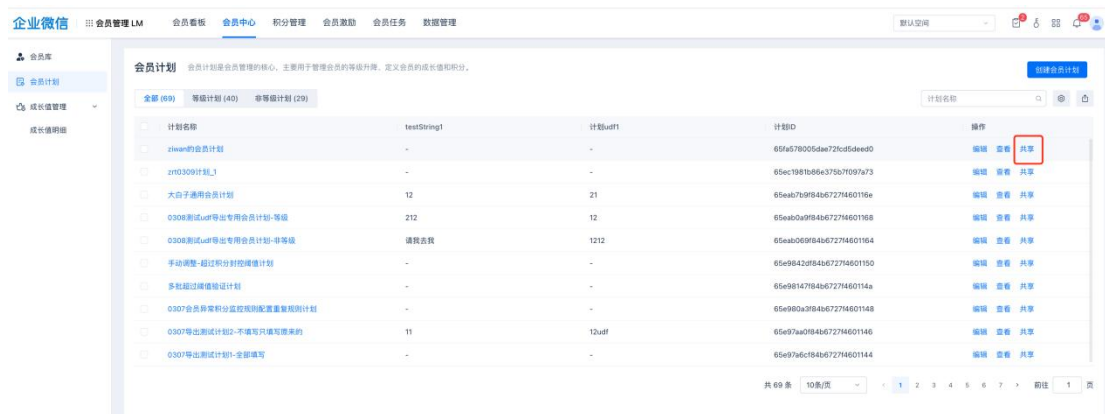 企业微信 会员管理 LM 会员看板 会员中心 积分管理 会员激励 会员任务 数据管理 默认空间 2 65
会员库
会员计划
成长值管理
成长值明细
会员计划 会员计划是会员管理的核心、主要用于管理会员的等级升降、定义会员的成长值和积分。 创建会员计划
全部 (69) 等级计划 (40) 非等级计划 (29) 计划名称
计划名称 testString1 计划udf1 计划ID 操作
ziwan的会员计划 - - 65fa578005dae72fcd5deed0 编辑 查看 共享
zrt0309计划_1 - - 65ec1981b86e375b7f097a73 编辑 查看 共享
大白子通用会员计划 12 21 65eab7b9f84b6727f460116e 编辑 查看 共享
0308测试udf导出专用会员计划-等级 212 12 65eab0a9f84b6727f4601168 编辑 查看 共享
0308测试udf导出专用会员计划-非等级 请我去我 1212 65eab069f84b6727f4601164 编辑 查看 共享
手动调整-超过积分封控阈值计划 - - 65e9842df84b6727f4601150 编辑 查看 共享
多批超过阈值验证计划 - - 65e98147f84b6727f460114a 编辑 查看 共享
0307会员异常积分监控规则配置重复规则计划 - - 65e980a3f84b6727f4601148 编辑 查看 共享
0307导出测试计划2-不填写只填写原来的 11 12udf 65e97aa0f84b6727f4601146 编辑 查看 共享
0307导出测试计划1-全部填写 - - 65e97a6cf84b6727f4601144 编辑 查看 共享
共 69 条 10条/页 1 2 3 4 5 6 7 前往 1 页